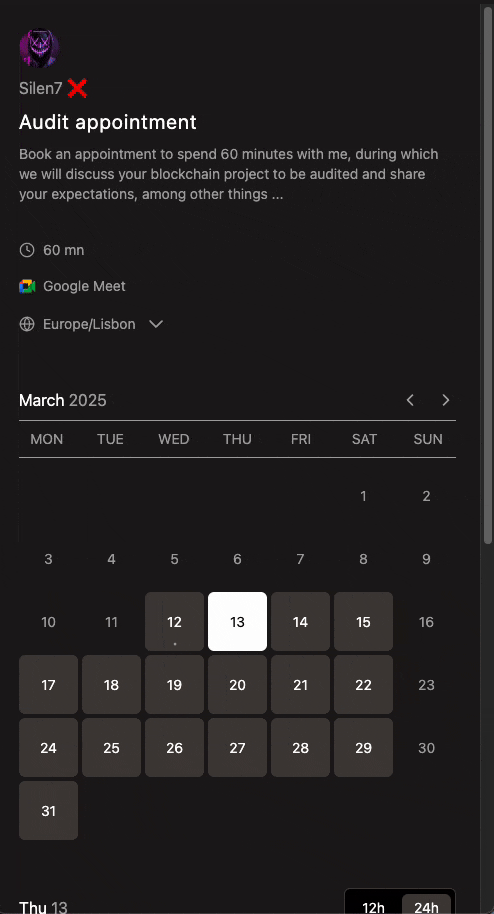 Silen7 ❌
Audit appointment
Book an appointment to spend 60 minutes with me, during which
we will discuss your blockchain project to be audited and share
your expectations, among other things ...
60 mn
Google Meet
Europe/Lisbon
March 2025
MON TUE WED THU FRI SAT SUN
1 2
3 4 5 6 7 8 9
10 11 12 13 14 15 16
17 18 19 20 21 22 23
24 25 26 27 28 29 30
31
Thu 13 12h 24h